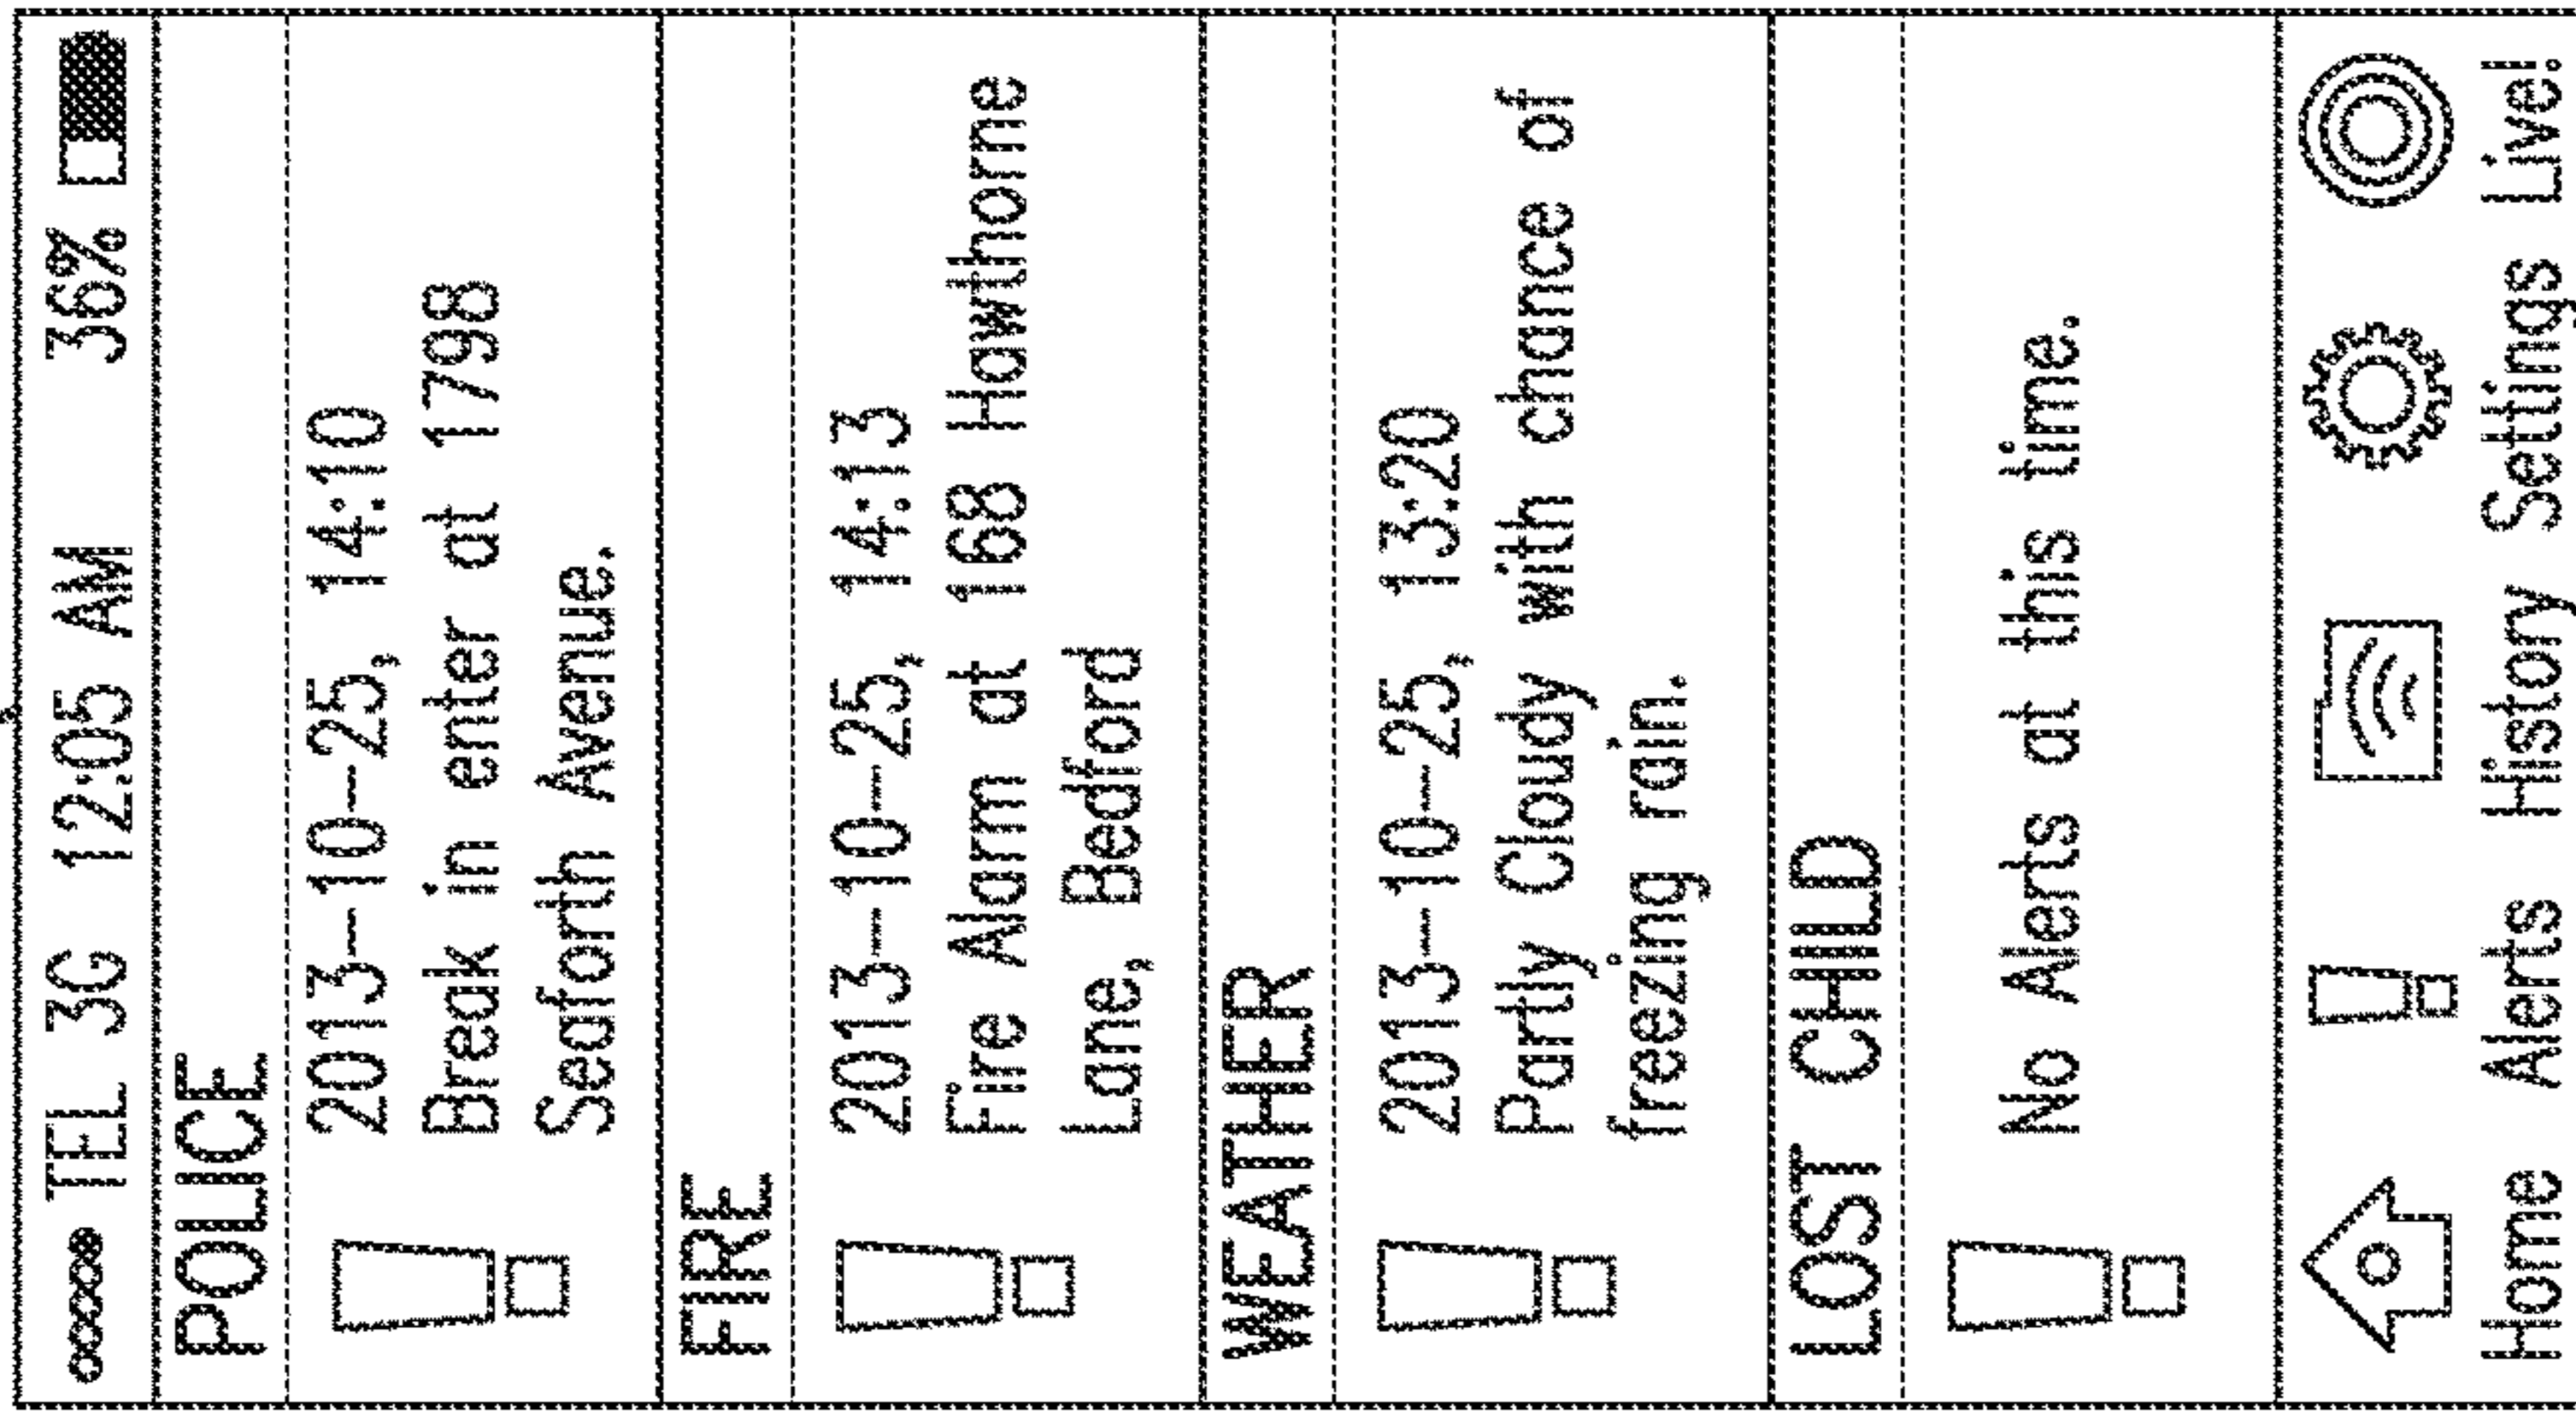 TEL 3G 12:05 AM 36%
POLICE
2013-10-25, 14:10
Break in enter at 1798
Seaforth Avenue.
FIRE
2013-10-25, 14:13
Fire Alarm at 168 Hawthorne
Lane, Bedford
WEATHER
2013-10-25, 13:20
Partly Cloudy with chance of
freezing rain.
LOST CHILD
No Alerts at this time.
Home Alerts History Settings Live!